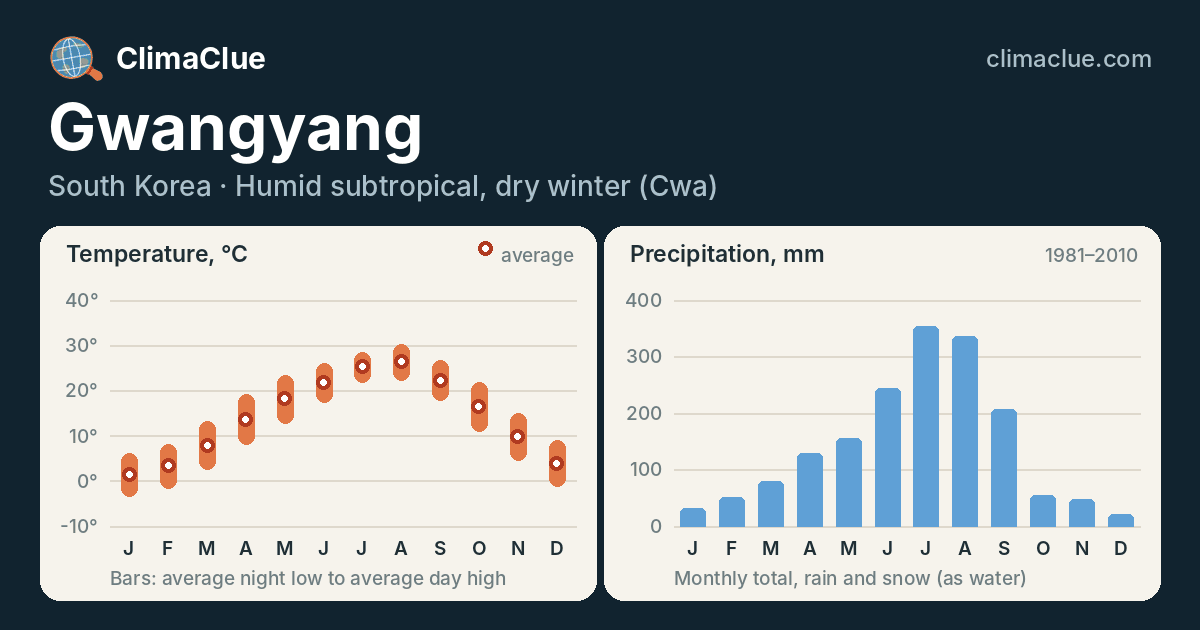 ClimaClue
climaclue.com
Gwangyang
South Korea · Humid subtropical, dry winter (Cwa)
Temperature, °C
average
40°
30°
20°
10°
0°
-10°
J F M A M J J A S O N D
Bars: average night low to average day high
Precipitation, mm
1981–2010
400
300
200
100
0
J F M A M J J A S O N D
Monthly total, rain and snow (as water)